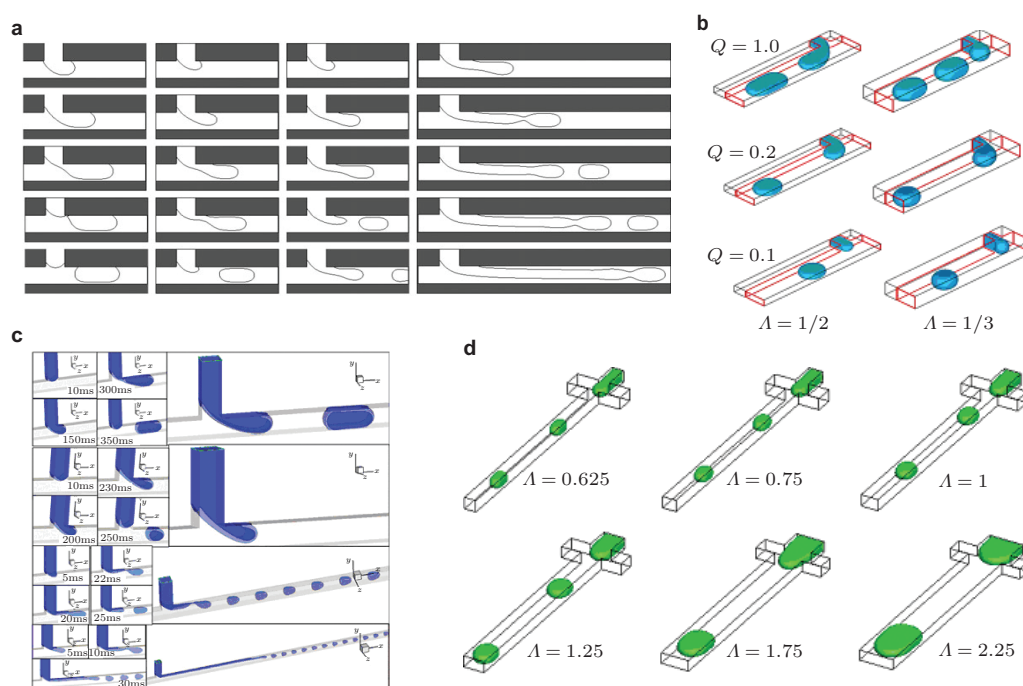 a
b
Q = 1.0
Q = 0.2
Q = 0.1
Λ = 1/2
Λ = 1/3
c
y
x
z
10ms
y
x
z
300ms
y
x
z
y
x
z
150ms
y
x
z
350ms
y
x
z
10ms
y
x
z
230ms
y
x
z
y
x
z
200ms
y
x
z
250ms
y
x
z
5ms
y
x
z
22ms
y
x
z
y
x
z
20ms
y
x
z
25ms
y
x
z
5ms
y
x
z
10ms
y
x
z
30ms
d
Λ = 0.625
Λ = 0.75
Λ = 1
Λ = 1.25
Λ = 1.75
Λ = 2.25